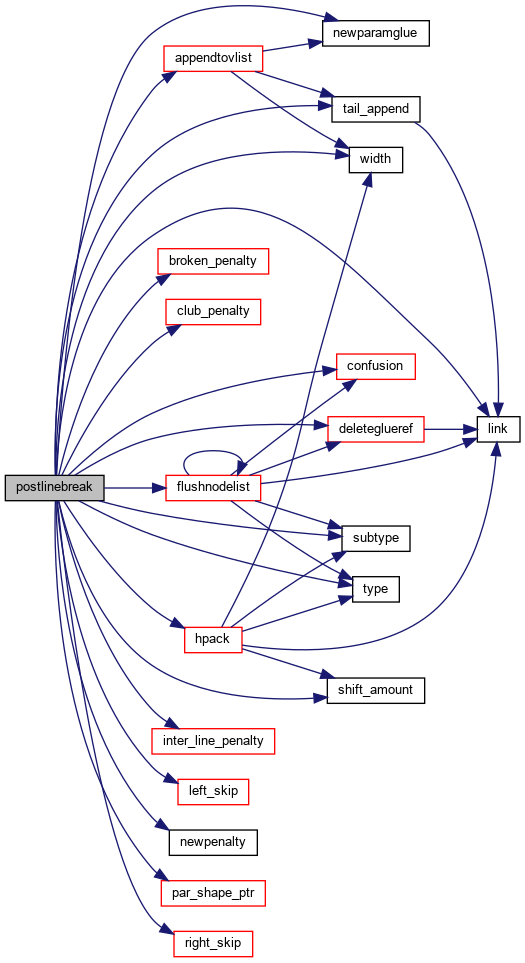 newparamglue
appendtovlist
tail_append
width
broken_penalty
club_penalty
confusion
deleteglueref
link
postlinebreak
flushnodelist
subtype
type
hpack
shift_amount
inter_line_penalty
left_skip
newpenalty
par_shape_ptr
right_skip